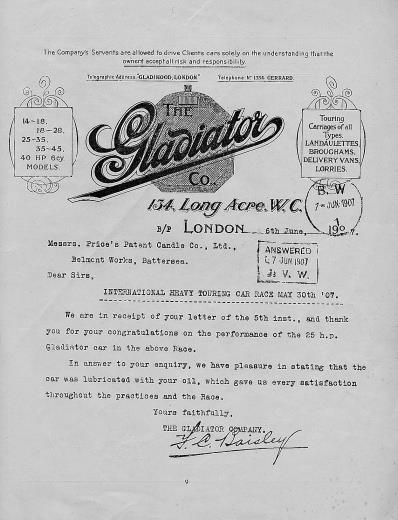 The Company's Servants are allowed to drive Clients cars solely on the understanding that the
owners accept all risk and responsibility.
Telegraphic Address "GLADIHOOD, LONDON" Telephone No 1356 GERRARD.
14-18.
18-28.
25-35.
35-45.
40 HP 6cy
MODELS.
THE
Gladiator
Co.
Touring
Carriages of all
Types.
LANDAULETTES,
BROUGHAMS,
DELIVERY VANS,
LORRIES.
134, Long Acre, W.C.
B. W
7 - JUN 1907
1
B/P LONDON 6th June, 190 7.
Messrs. Price's Patent Candle Co., Ltd.,
Belmont Works, Battersea.
ANSWERED
7 JUN 1907
V. W.
Dear Sirs,
INTERNATIONAL HEAVY TOURING CAR RACE MAY 30th '07.
We are in receipt of your letter of the 5th inst., and thank
you for your congratulations on the performance of the 25 h.p.
Gladiator car in the above Race.
In answer to your enquiry, we have pleasure in stating that the
car was lubricated with your oil, which gave us every satisfaction
throughout the practices and the Race.
Yours faithfully,
THE GLADIATOR COMPANY.